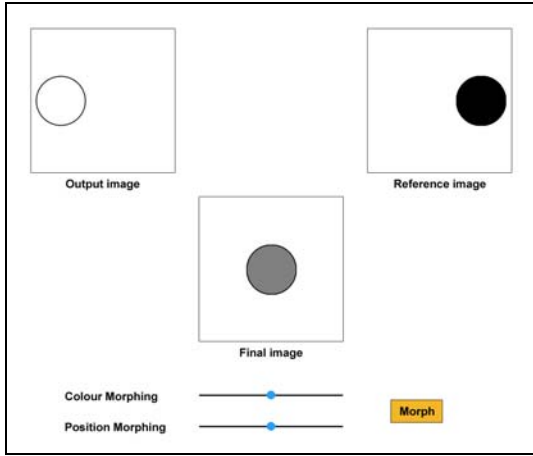 Output image
Reference image
Final image
Colour Morphing
Position Morphing
Morph